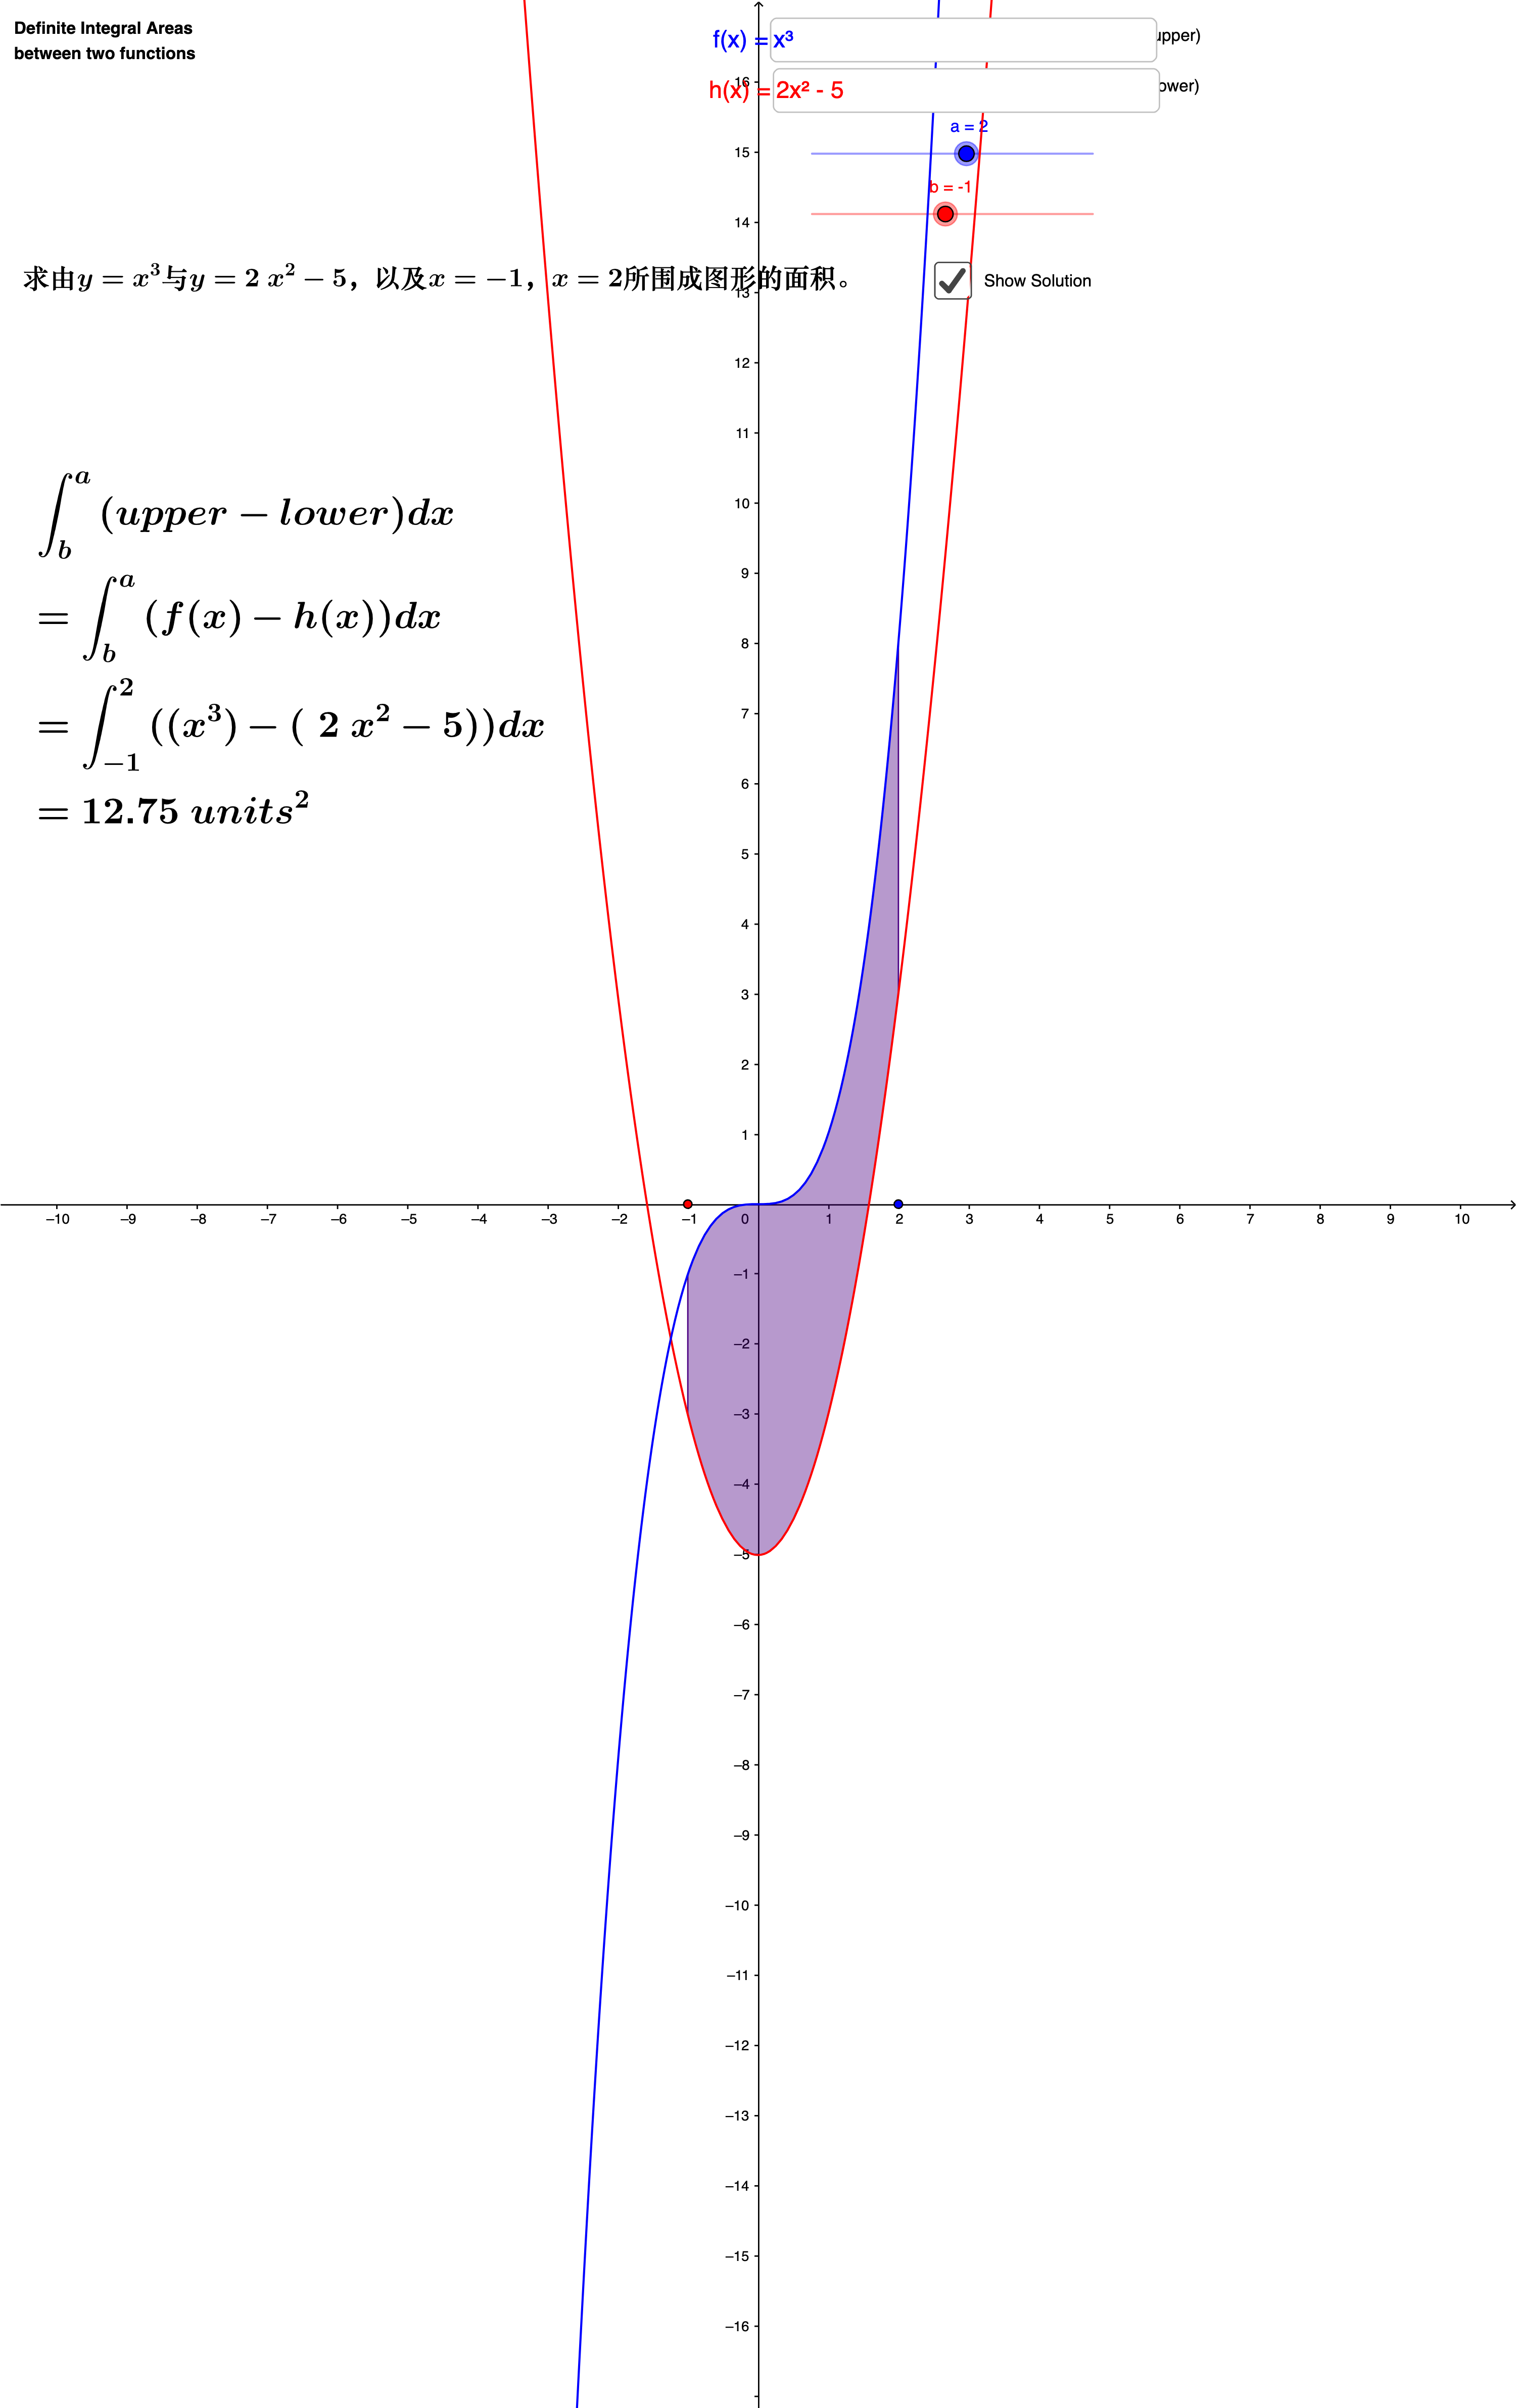 Definite Integral Areas
between two functions
f(x) = x³
upper)
h(x) = 2x² - 5
ower)
a = 2
b = -1
求由y = x³与y = 2 x² − 5，以及x = −1，x = 2所围成图形的面积。
Show Solution
∫_b^a (upper − lower)dx
= ∫_b^a (f(x) − h(x))dx
= ∫_{−1}^2 ((x³) − ( 2 x² − 5))dx
= 12.75 units²
16
15
14
13
12
11
10
9
8
7
6
5
4
3
2
1
−10 −9 −8 −7 −6 −5 −4 −3 −2 −1 0 1 2 3 4 5 6 7 8 9 10
−1
−2
−3
−4
−5
−6
−7
−8
−9
−10
−11
−12
−13
−14
−15
−16